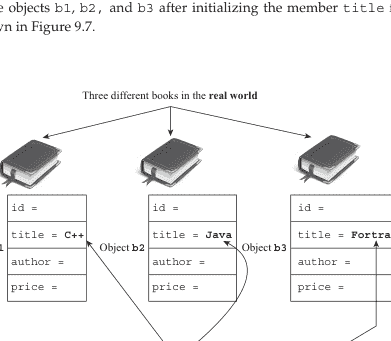 objects b1, b2, and b3 after initializing the member title
wn in Figure 9.7.
Three different books in the real world
id =
id =
id =
title = C++
Object b2
title = Java
Object b3
title = Fortra
author =
author =
author =
price =
price =
price =